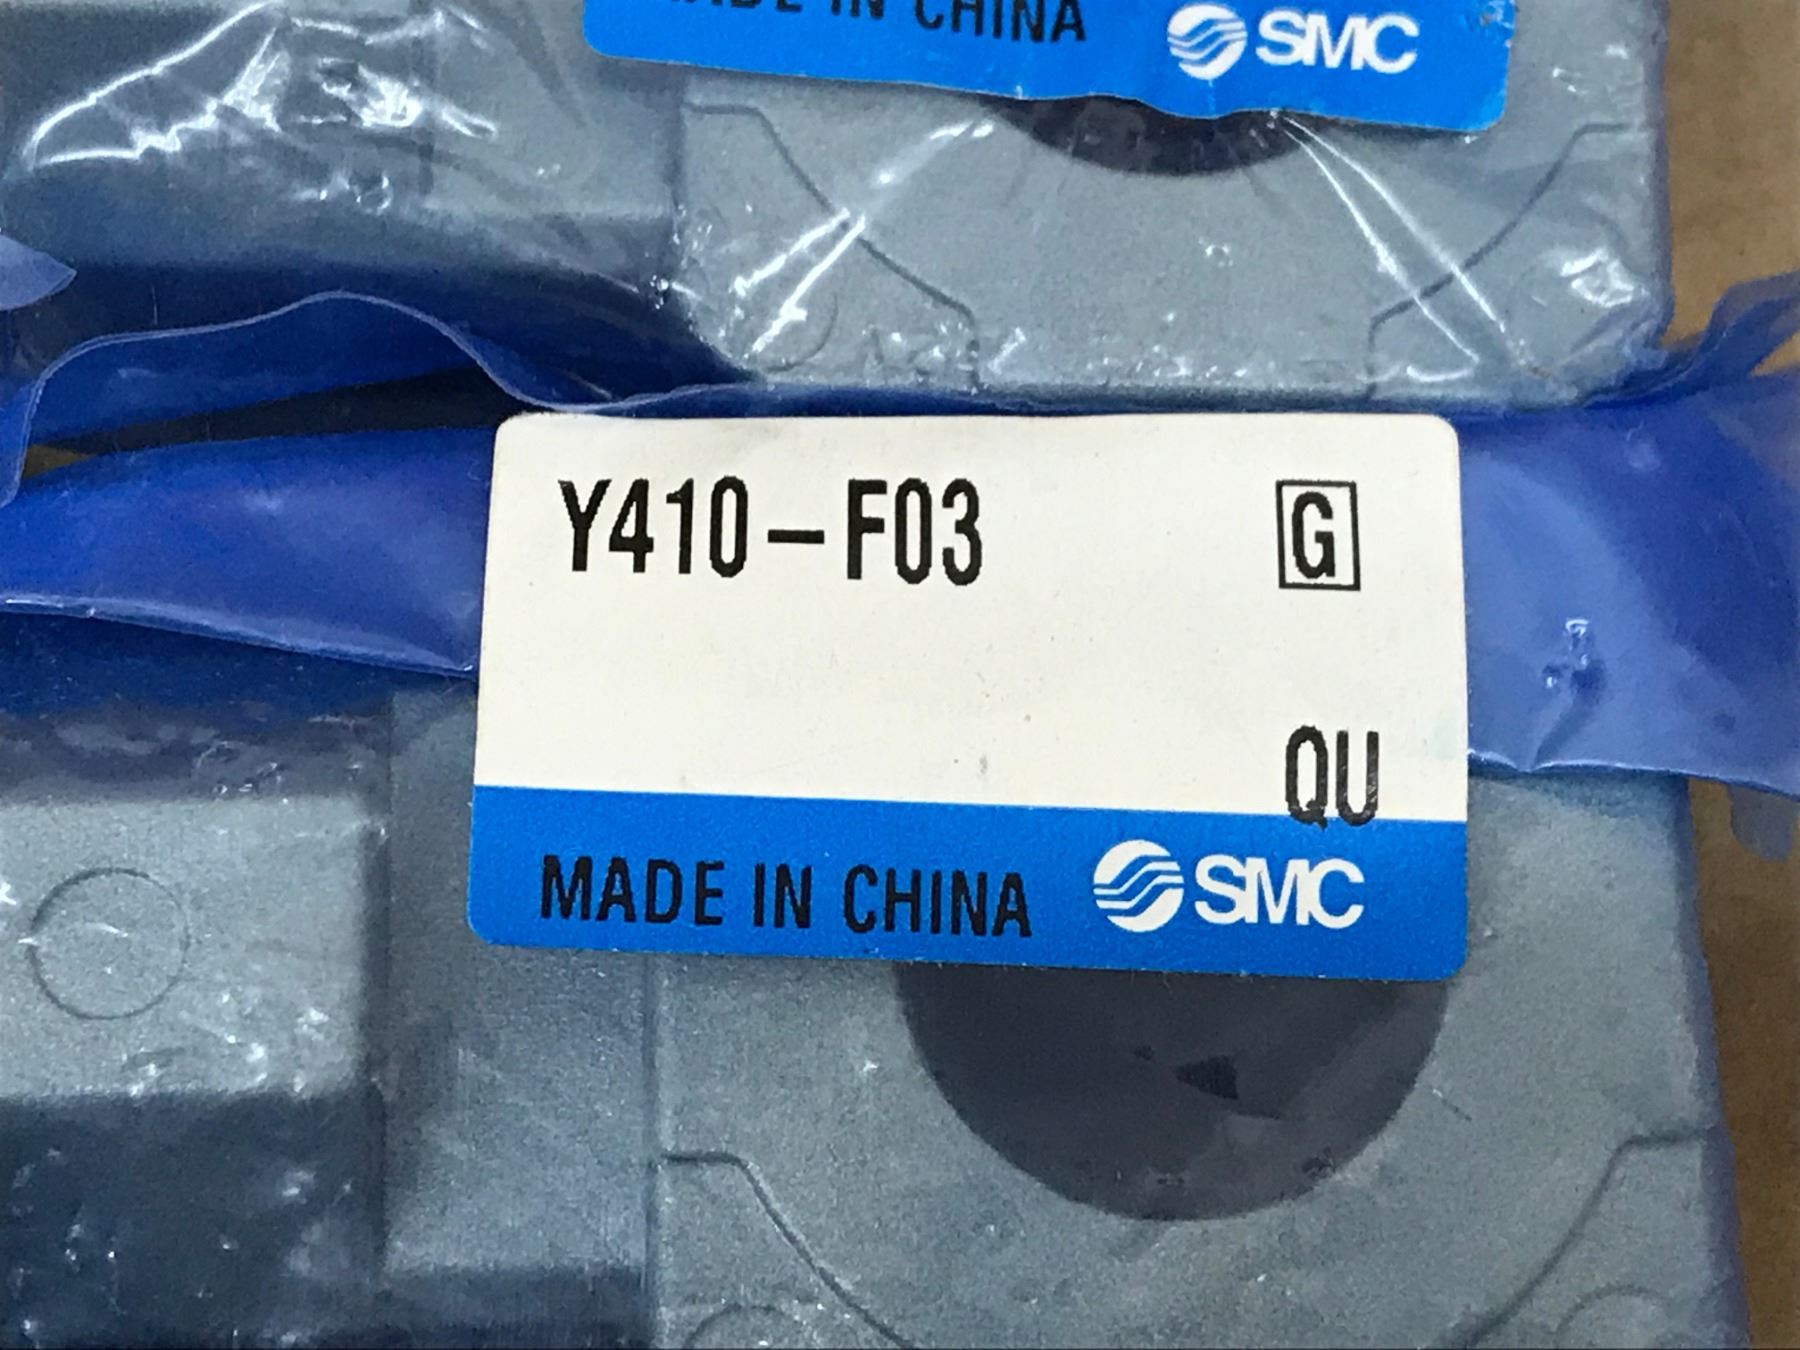 MADE IN CHINA SMC
Y410-F03 G
QU
MADE IN CHINA SMC